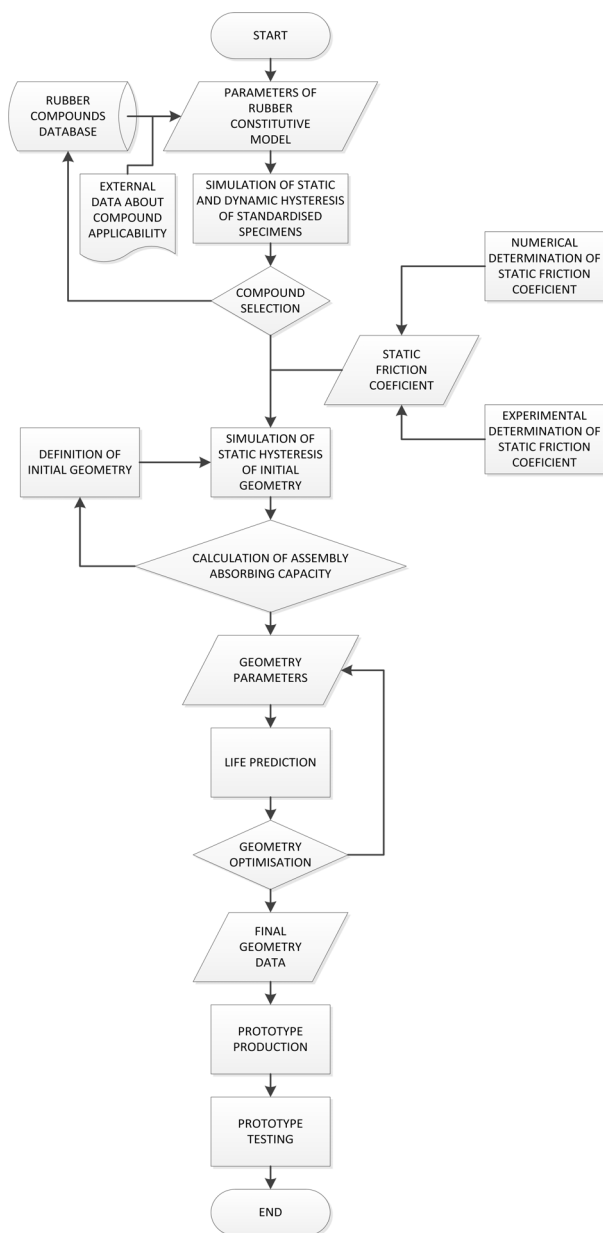 START
RUBBER
COMPOUNDS
DATABASE
PARAMETERS OF
RUBBER
CONSTITUTIVE
MODEL
EXTERNAL
DATA ABOUT
COMPOUND
APPLICABILITY
SIMULATION OF STATIC
AND DYNAMIC HYSTERESIS
OF STANDARDISED
SPECIMENS
COMPOUND
SELECTION
NUMERICAL
DETERMINATION OF
STATIC FRICTION
COEFICIENT
STATIC
FRICTION
COEFICIENT
EXPERIMENTAL
DETERMINATION OF
STATIC FRICTION
COEFICIENT
DEFINITION OF
INITIAL GEOMETRY
SIMULATION OF
STATIC HYSTERESIS
OF INITIAL
GEOMETRY
CALCULATION OF ASSEMBLY
ABSORBING CAPACITY
GEOMETRY
PARAMETERS
LIFE PREDICTION
GEOMETRY
OPTIMISATION
FINAL
GEOMETRY
DATA
PROTOTYPE
PRODUCTION
PROTOTYPE
TESTING
END